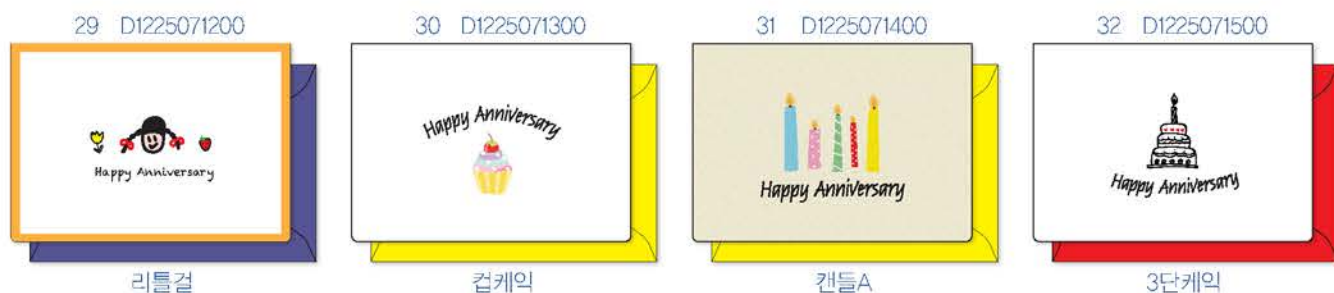 29 D1225071200
30 D1225071300
31 D1225071400
32 D1225071500
Happy Anniversary
Happy Anniversary
Happy Anniversary
Happy Anniversary
리틀걸
컵케익
캔들A
3단케익